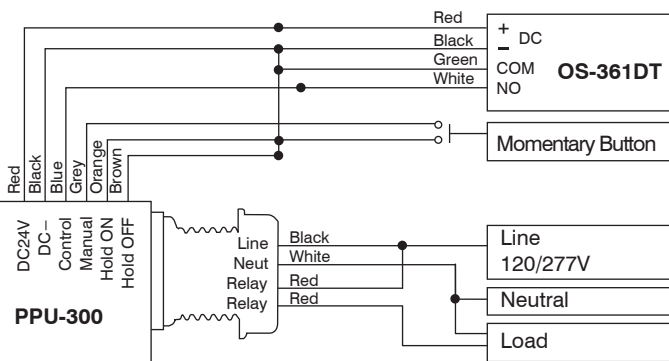 Red
+
Black
−
DC
Green
COM
OS-361DT
White
NO
Momentary Button
Red
Black
Blue
Grey
Orange
Brown
DC24V
DC−
Control
Manual
Hold ON
Hold OFF
PPU-300
Line
Black
Neut
White
Relay
Red
Relay
Red
Line
120/277V
Neutral
Load